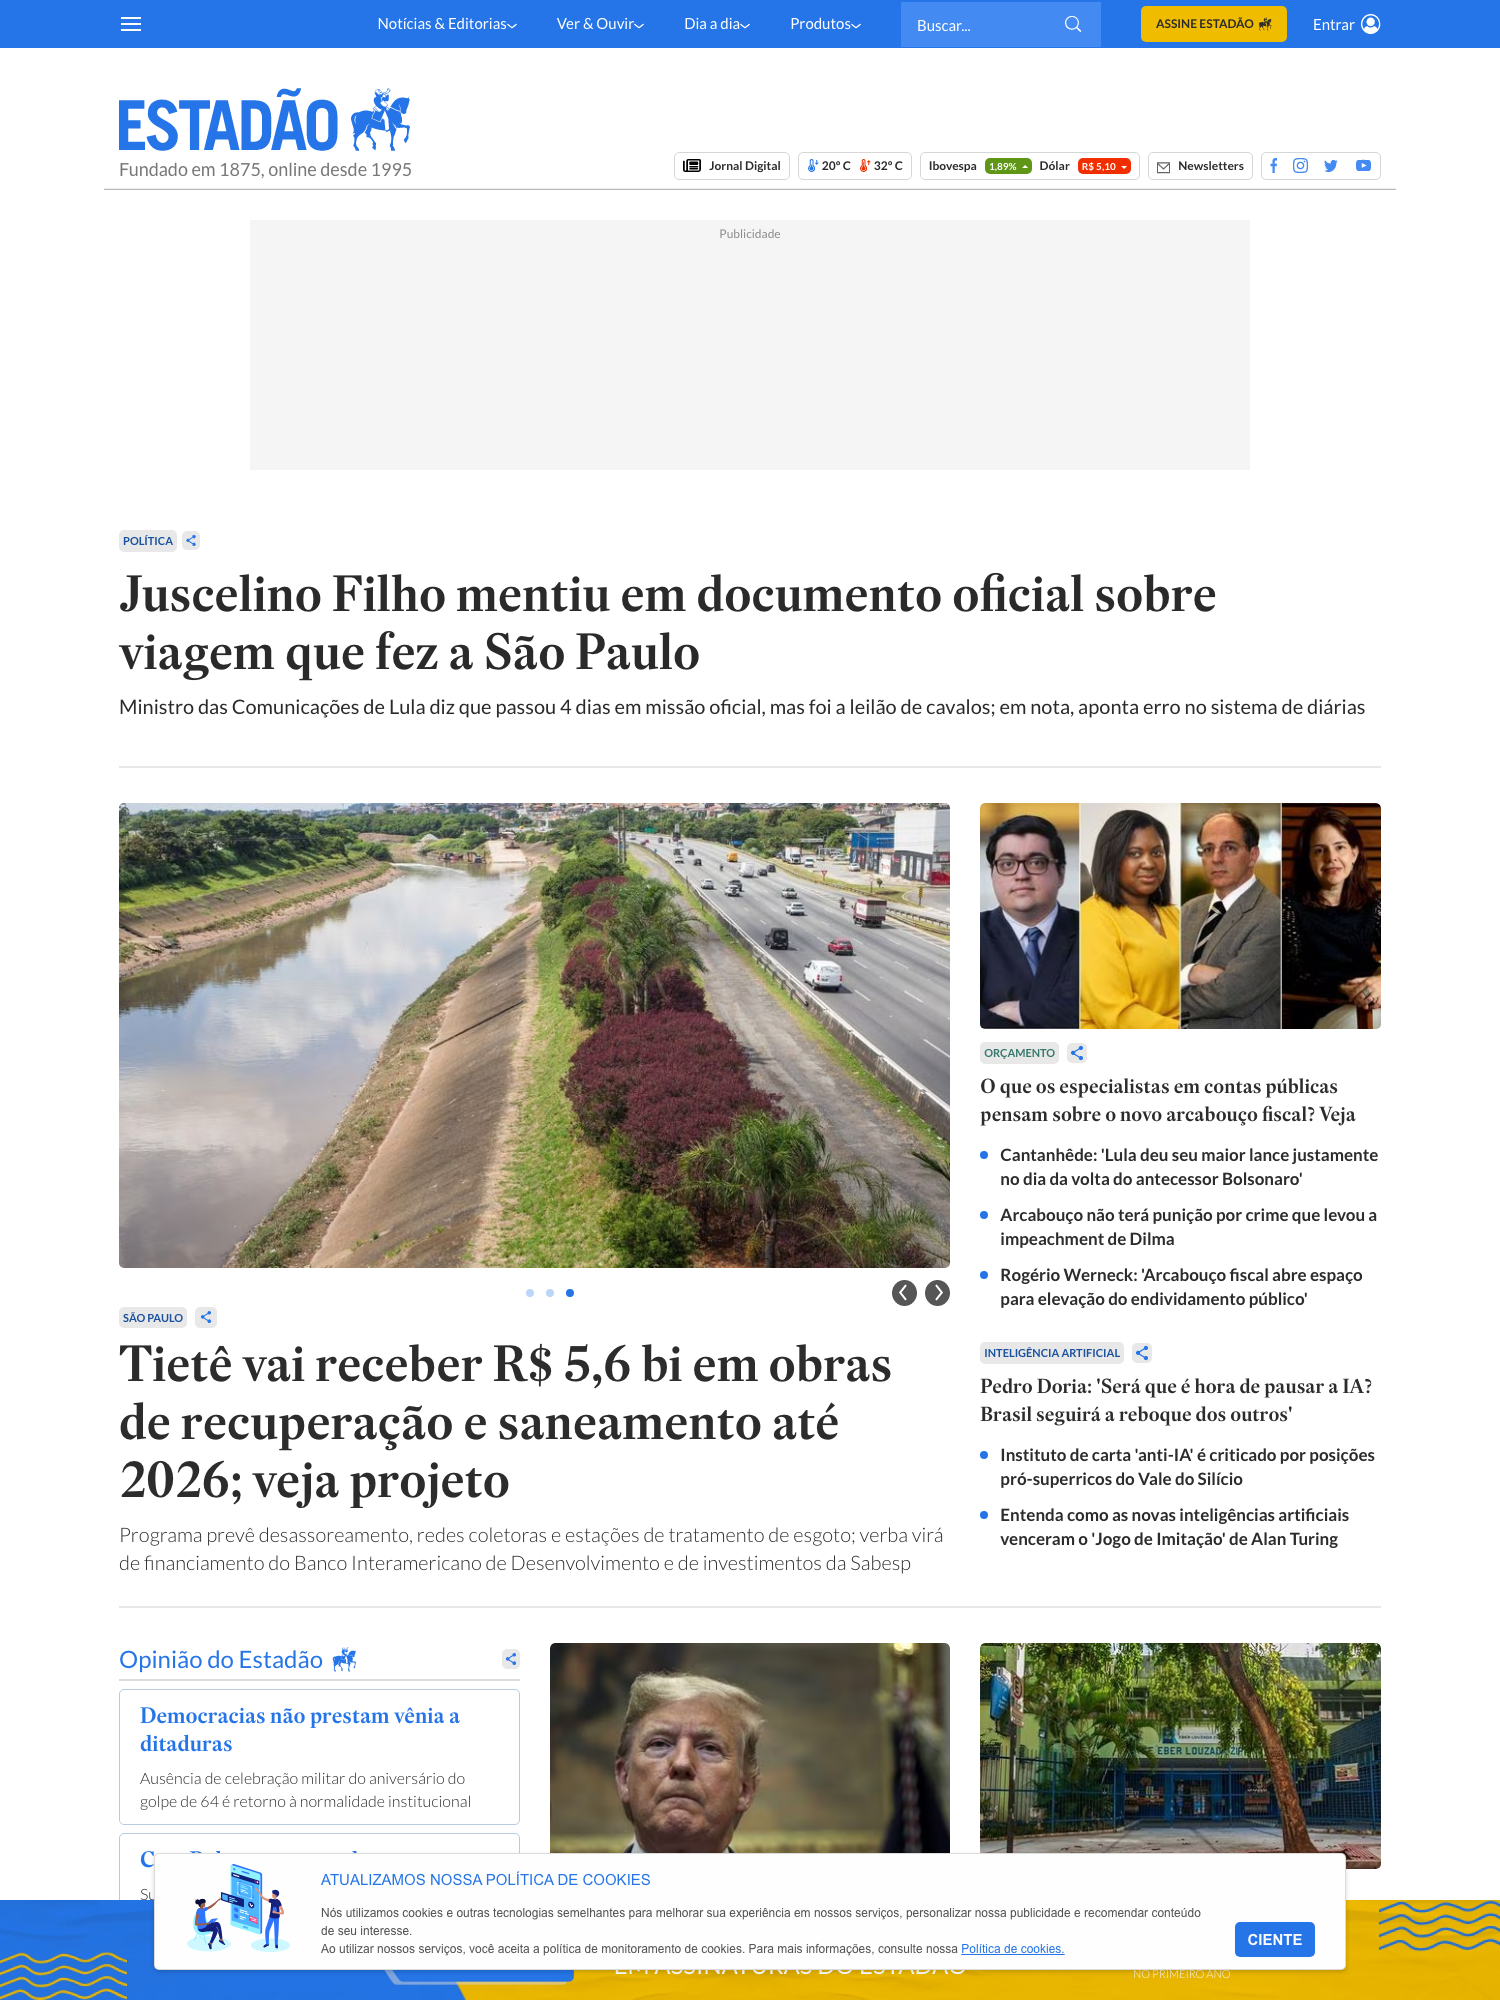 Notícias & Editorias
Ver & Ouvir
Dia a dia
Produtos
Buscar...
ASSINE ESTADÃO
Entrar
ESTADÃO
Fundado em 1875, online desde 1995
Jornal Digital
20º C 32º C
Ibovespa 1,89% Dólar R$ 5,10
Newsletters
Publicidade
POLÍTICA
Juscelino Filho mentiu em documento oficial sobre
viagem que fez a São Paulo
Ministro das Comunicações de Lula diz que passou 4 dias em missão oficial, mas foi a leilão de cavalos; em nota, aponta erro no sistema de diárias
SÃO PAULO
Tietê vai receber R$ 5,6 bi em obras
de recuperação e saneamento até
2026; veja projeto
Programa prevê desassoreamento, redes coletoras e estações de tratamento de esgoto; verba virá
de financiamento do Banco Interamericano de Desenvolvimento e de investimentos da Sabesp
ORÇAMENTO
O que os especialistas em contas públicas
pensam sobre o novo arcabouço fiscal? Veja
Cantanhêde: 'Lula deu seu maior lance justamente
no dia da volta do antecessor Bolsonaro'
Arcabouço não terá punição por crime que levou a
impeachment de Dilma
Rogério Werneck: 'Arcabouço fiscal abre espaço
para elevação do endividamento público'
INTELIGÊNCIA ARTIFICIAL
Pedro Doria: 'Será que é hora de pausar a IA?
Brasil seguirá a reboque dos outros'
Instituto de carta 'anti-IA' é criticado por posições
pró-superricos do Vale do Silício
Entenda como as novas inteligências artificiais
venceram o 'Jogo de Imitação' de Alan Turing
Opinião do Estadão
Democracias não prestam vênia a
ditaduras
Ausência de celebração militar do aniversário do
golpe de 64 é retorno à normalidade institucional
EBER LOUZADA ZIP
ATUALIZAMOS NOSSA POLÍTICA DE COOKIES
Nós utilizamos cookies e outras tecnologias semelhantes para melhorar sua experiência em nossos serviços, personalizar nossa publicidade e recomendar conteúdo
de seu interesse.
Ao utilizar nossos serviços, você aceita a política de monitoramento de cookies. Para mais informações, consulte nossa Política de cookies.
CIENTE
EM ASSINATURAS DO ESTADÃO
NO PRIMEIRO ANO